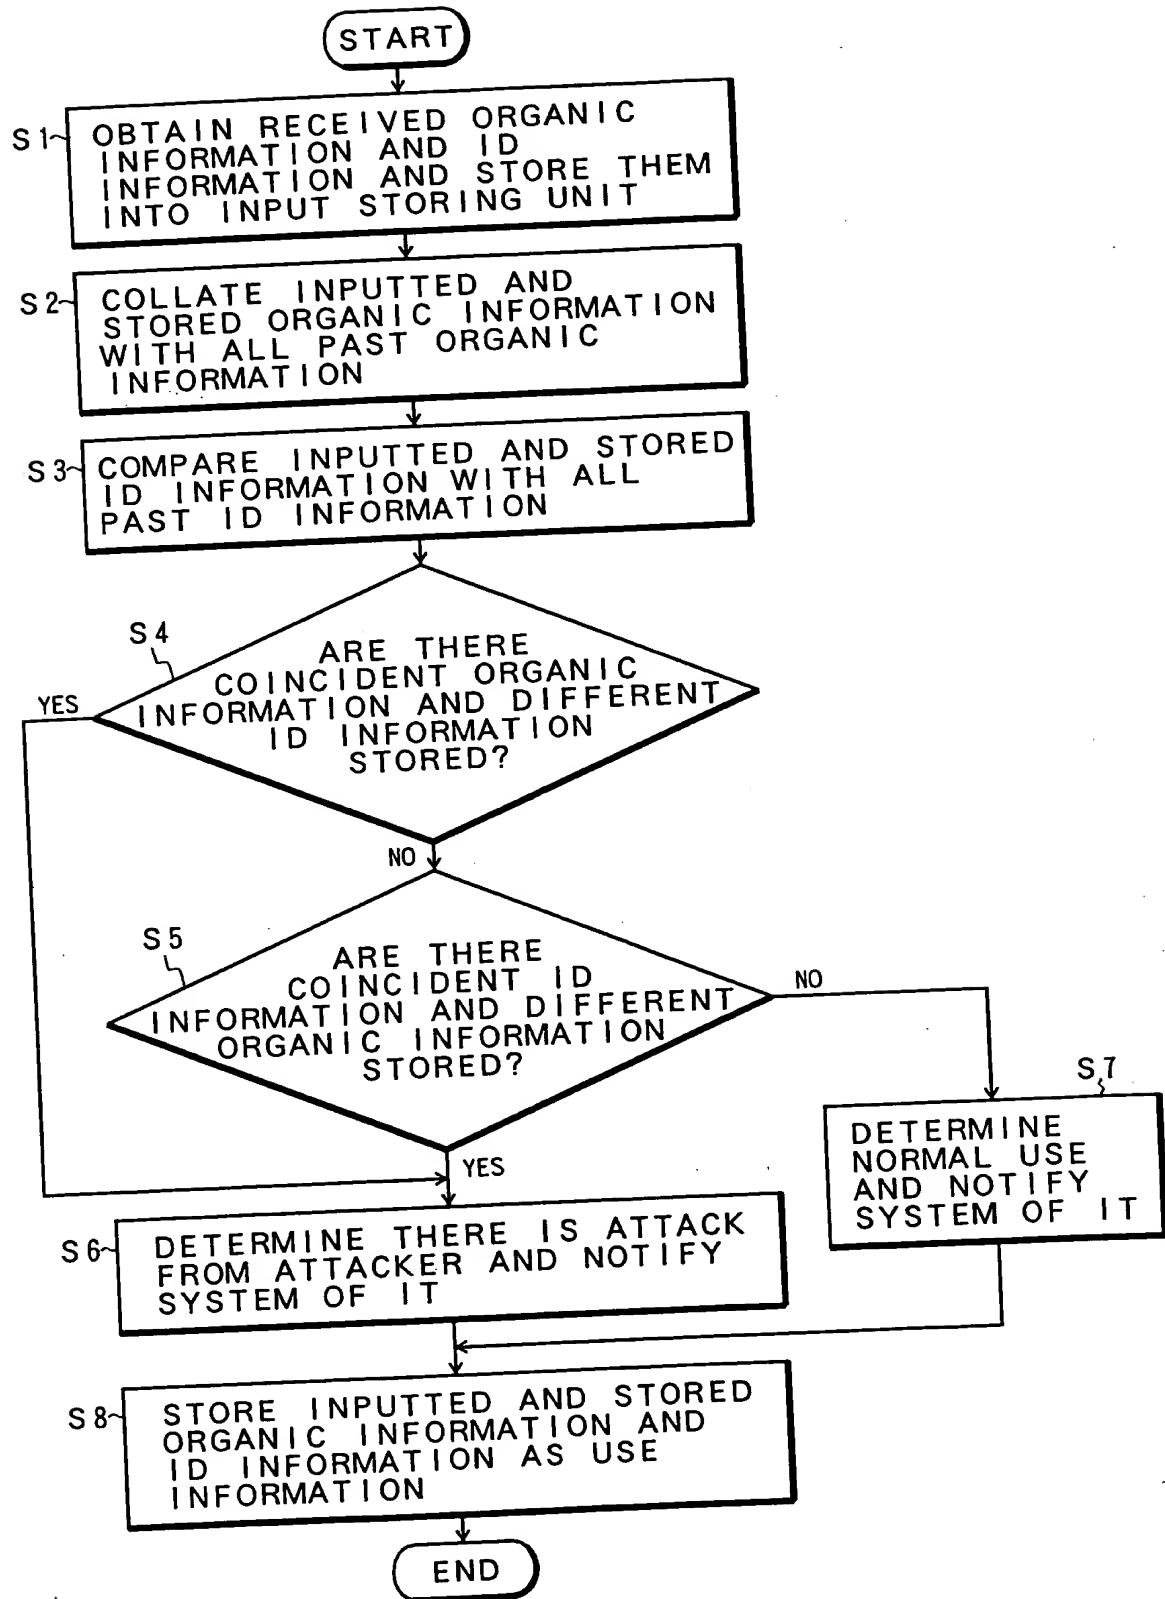 START
S1
OBTAIN RECEIVED ORGANIC
INFORMATION AND ID
INFORMATION AND STORE THEM
INTO INPUT STORING UNIT
S2
COLLATE INPUTTED AND
STORED ORGANIC INFORMATION
WITH ALL PAST ORGANIC
INFORMATION
S3
COMPARE INPUTTED AND STORED
ID INFORMATION WITH ALL
PAST ID INFORMATION
S4
ARE THERE
COINCIDENT ORGANIC
INFORMATION AND DIFFERENT
ID INFORMATION
STORED?
YES
NO
S5
ARE THERE
COINCIDENT ID
INFORMATION AND DIFFERENT
ORGANIC INFORMATION
STORED?
NO
YES
S7
DETERMINE
NORMAL USE
AND NOTIFY
SYSTEM OF IT
S6
DETERMINE THERE IS ATTACK
FROM ATTACKER AND NOTIFY
SYSTEM OF IT
S8
STORE INPUTTED AND STORED
ORGANIC INFORMATION AND
ID INFORMATION AS USE
INFORMATION
END